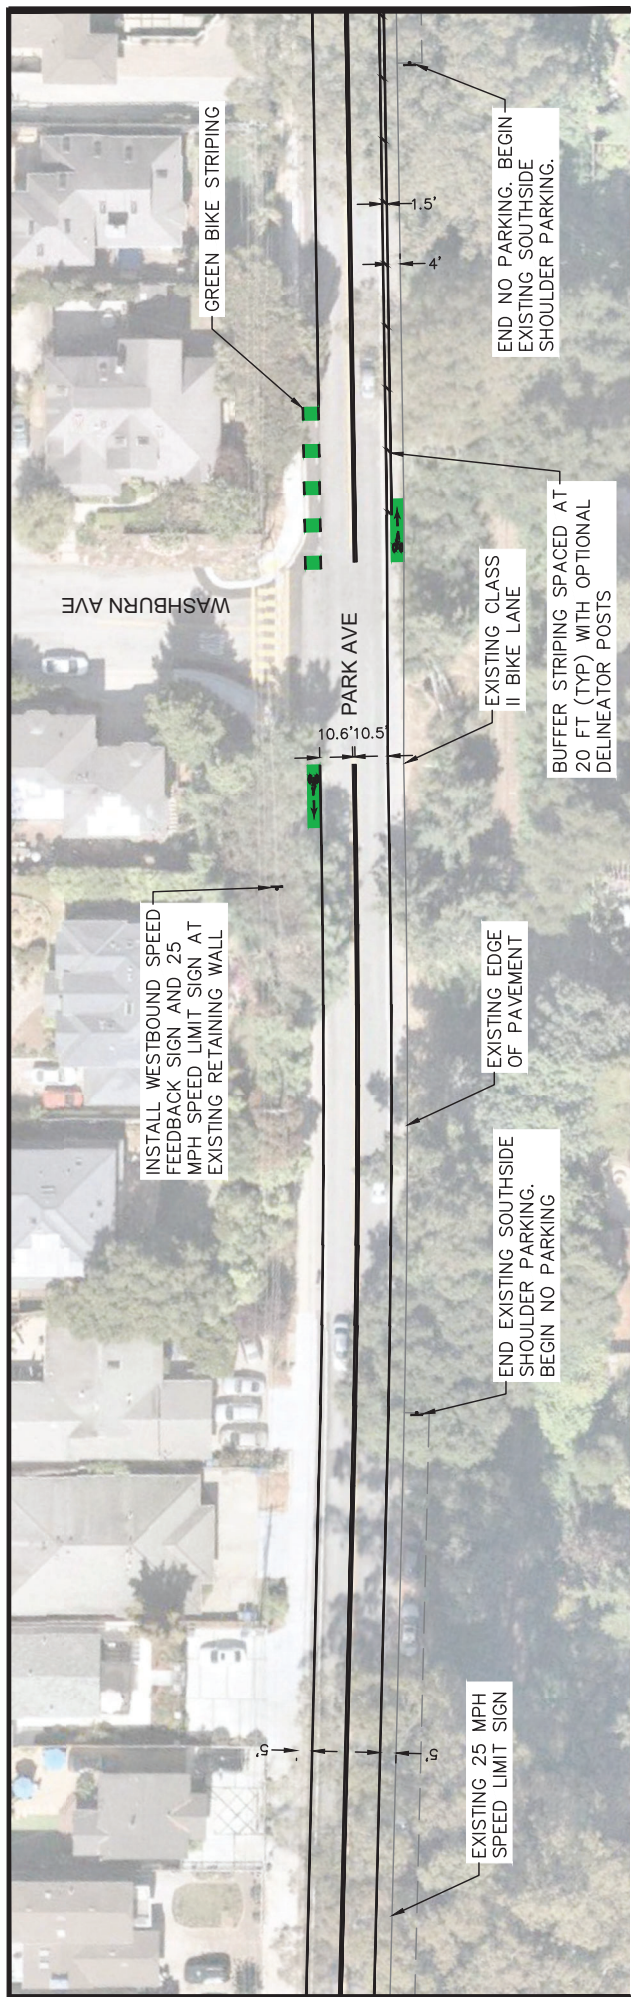 GREEN BIKE STRIPING
WASHBURN AVE
PARK AVE
10.6'
10.5'
1.5'
4'
END NO PARKING. BEGIN
EXISTING SOUTHSIDE
SHOULDER PARKING.
BUFFER STRIPING SPACED AT
20 FT (TYP) WITH OPTIONAL
DELINEATOR POSTS
EXISTING CLASS
II BIKE LANE
INSTALL WESTBOUND SPEED
FEEDBACK SIGN AND 25
MPH SPEED LIMIT SIGN AT
EXISTING RETAINING WALL
EXISTING EDGE
OF PAVEMENT
END EXISTING SOUTHSIDE
SHOULDER PARKING.
BEGIN NO PARKING
5'
5'
EXISTING 25 MPH
SPEED LIMIT SIGN